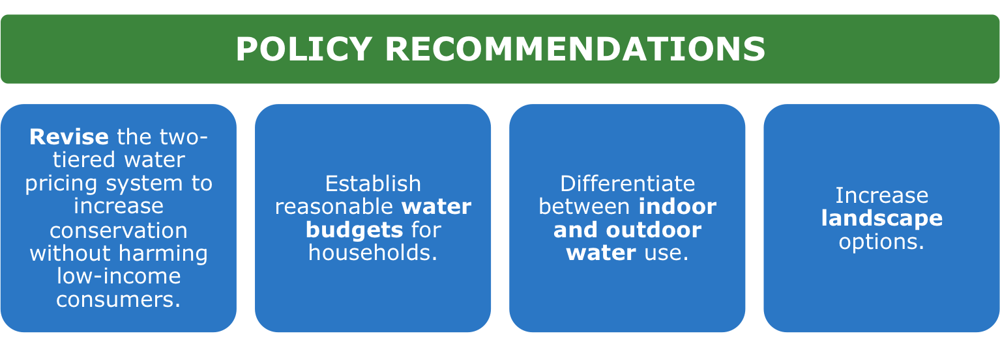 POLICY RECOMMENDATIONS
Revise the two-
tiered water
pricing system to
increase
conservation
without harming
low-income
consumers.
Establish
reasonable water
budgets for
households.
Differentiate
between indoor
and outdoor
water use.
Increase
landscape
options.